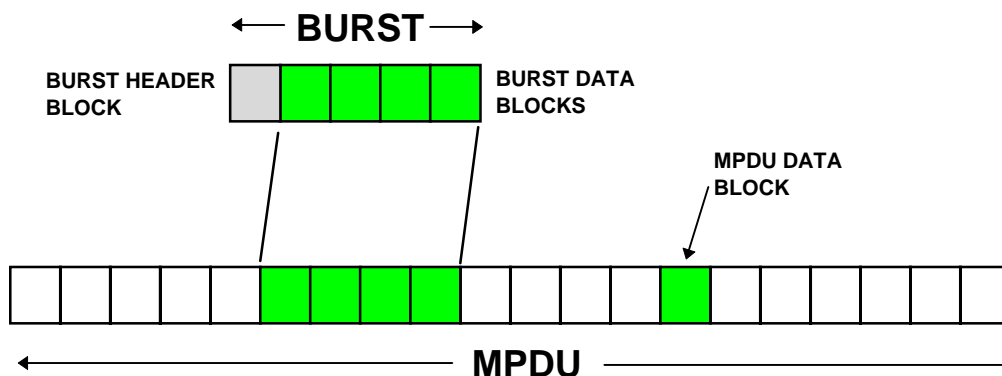 BURST
BURST HEADER
BLOCK
BURST DATA
BLOCKS
MPDU DATA
BLOCK
MPDU